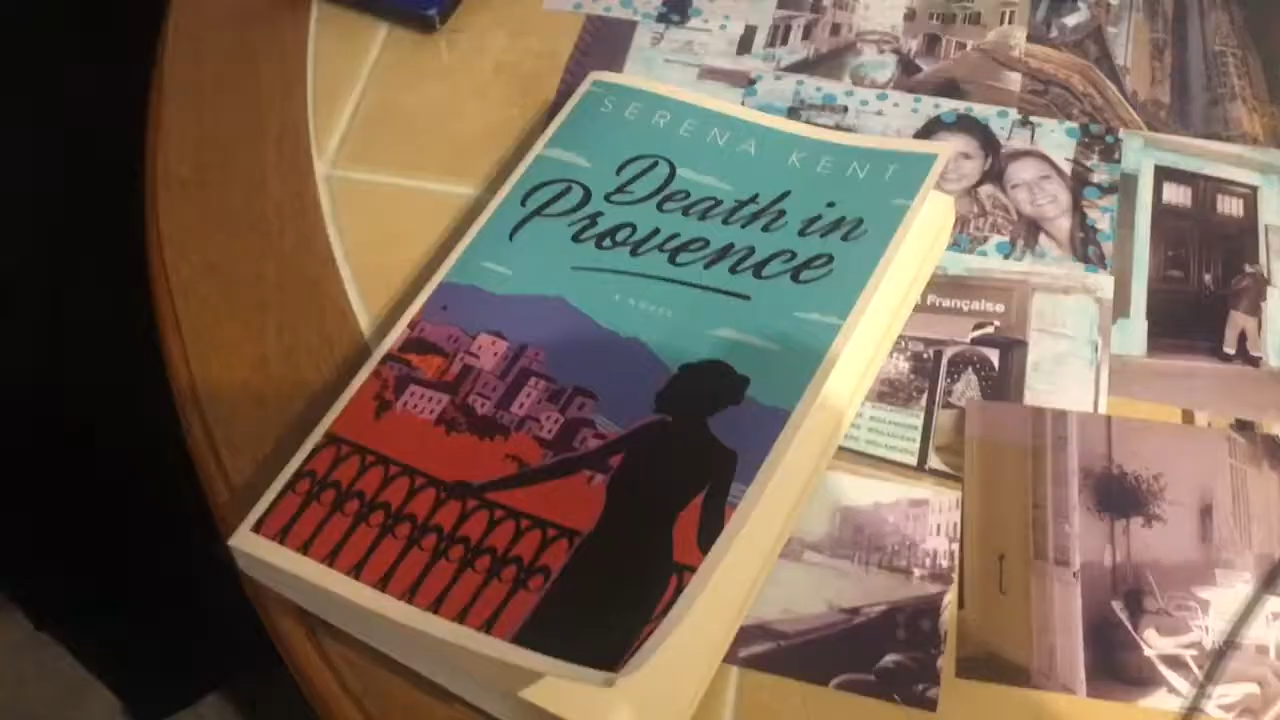 SERENA KENT
Death in
Provence
A NOVEL
Française